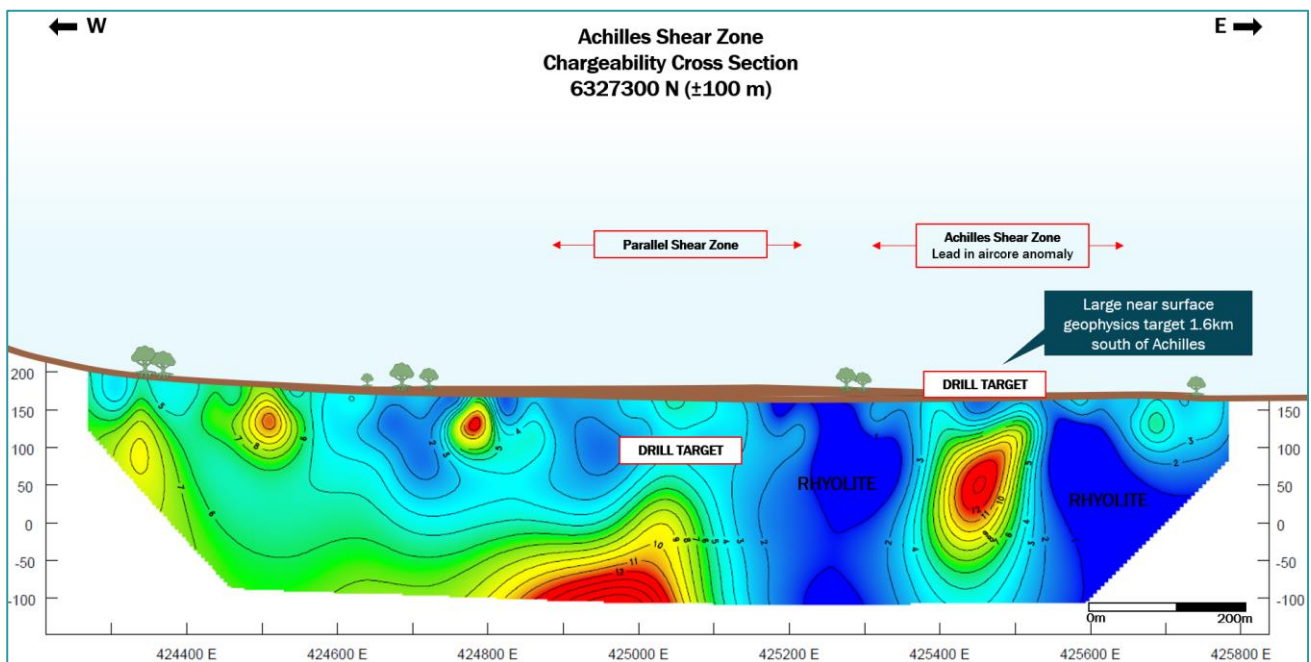 W
E
Achilles Shear Zone
Chargeability Cross Section
6327300 N (±100 m)
Parallel Shear Zone
Achilles Shear Zone
Lead in aircore anomaly
Large near surface
geophysics target 1.6km
south of Achilles
DRILL TARGET
DRILL TARGET
RHYOLITE
RHYOLITE
200
150
100
50
0
-50
-100
150
100
50
0
-50
-100
0m
200m
424400 E
424600 E
424800 E
425000 E
425200 E
425400 E
425600 E
425800 E